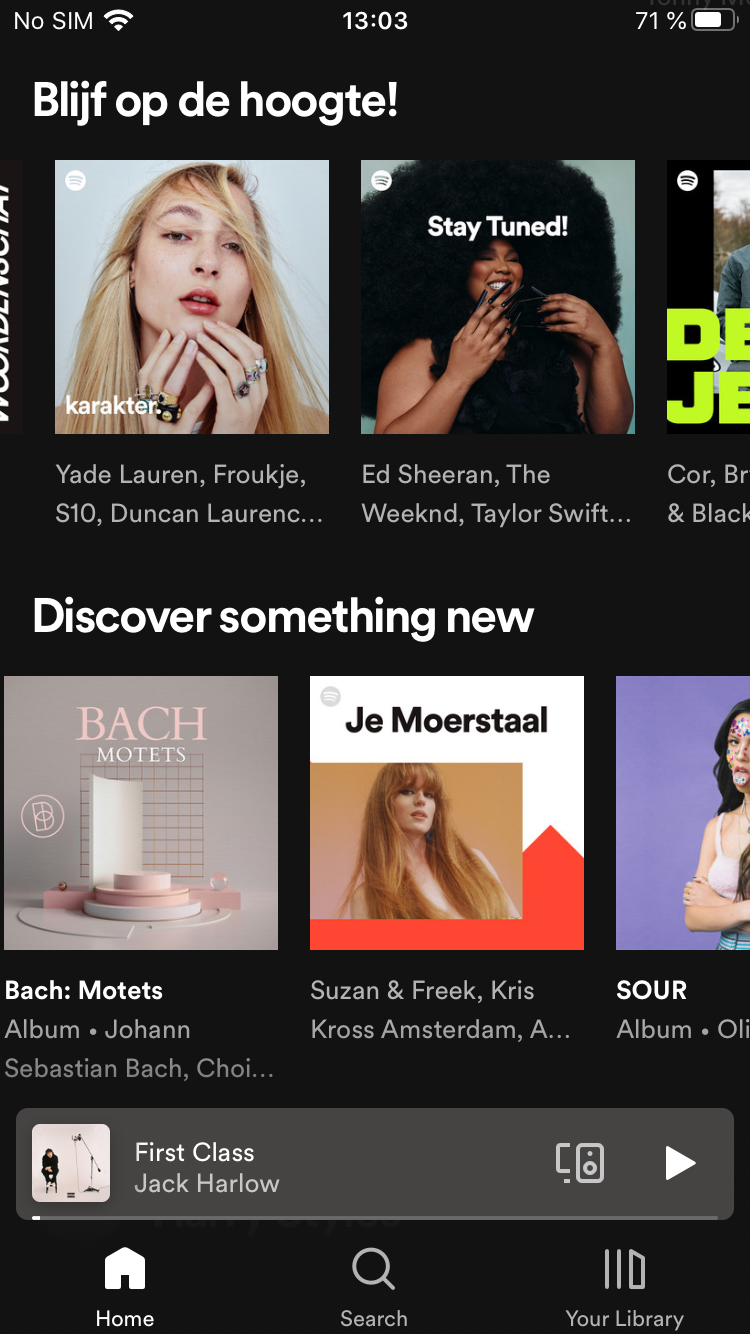 No SIM 13:03 71 %
Blijf op de hoogte!
Stay Tuned!
karakter.
DE
JE
Yade Lauren, Froukje,
S10, Duncan Laurenc...
Ed Sheeran, The
Weeknd, Taylor Swift...
Cor, Br
& Black
Discover something new
BACH
MOTETS
Je Moerstaal
Bach: Motets
Album • Johann
Sebastian Bach, Choi...
Suzan & Freek, Kris
Kross Amsterdam, A...
SOUR
Album • Oli
First Class
Jack Harlow
Harry Styles
Home
Search
Your Library